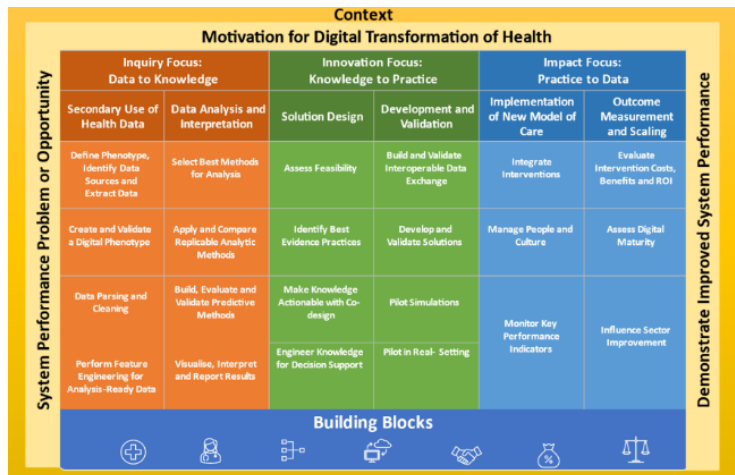 Context
Motivation for Digital Transformation of Health
System Performance Problem or Opportunity
Inquiry Focus:
Data to Knowledge
Innovation Focus:
Knowledge to Practice
Impact Focus:
Practice to Data
Secondary Use of
Health Data
Data Analysis and
Interpretation
Solution Design
Development and
Validation
Implementation
of New Model of
Care
Outcome
Measurement
and Scaling
Define Phenotype,
Identify Data
Sources and
Extract Data
Select Best Methods
for Analysis
Assess Feasibility
Build and Validate
Interoperable Data
Exchange
Integrate
Interventions
Evaluate
Intervention Costs,
Benefits and ROI
Create and Validate
a Digital Phenotype
Apply and Compare
Replicable Analytic
Methods
Identify Best
Evidence Practices
Develop and
Validate Solutions
Manage People and
Culture
Assess Digital
Maturity
Data Parsing and
Cleaning
Build, Evaluate and
Validate Predictive
Methods
Make Knowledge
Actionable with Co-
design
Pilot Simulations
Monitor Key
Performance
Indicators
Influence Sector
Improvement
Perform Feature
Engineering for
Analysis-Ready Data
Visualise, Interpret
and Report Results
Engineer Knowledge
for Decision Support
Pilot in Real- Setting
Demonstrate Improved System Performance
Building Blocks
%